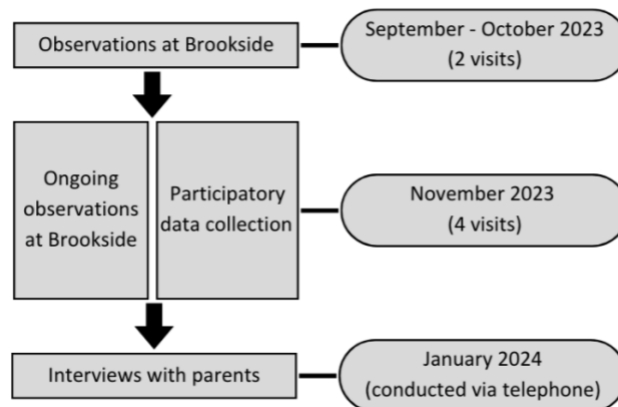 Observations at Brookside
September - October 2023
(2 visits)
Ongoing
observations
at Brookside
Participatory
data collection
November 2023
(4 visits)
Interviews with parents
January 2024
(conducted via telephone)